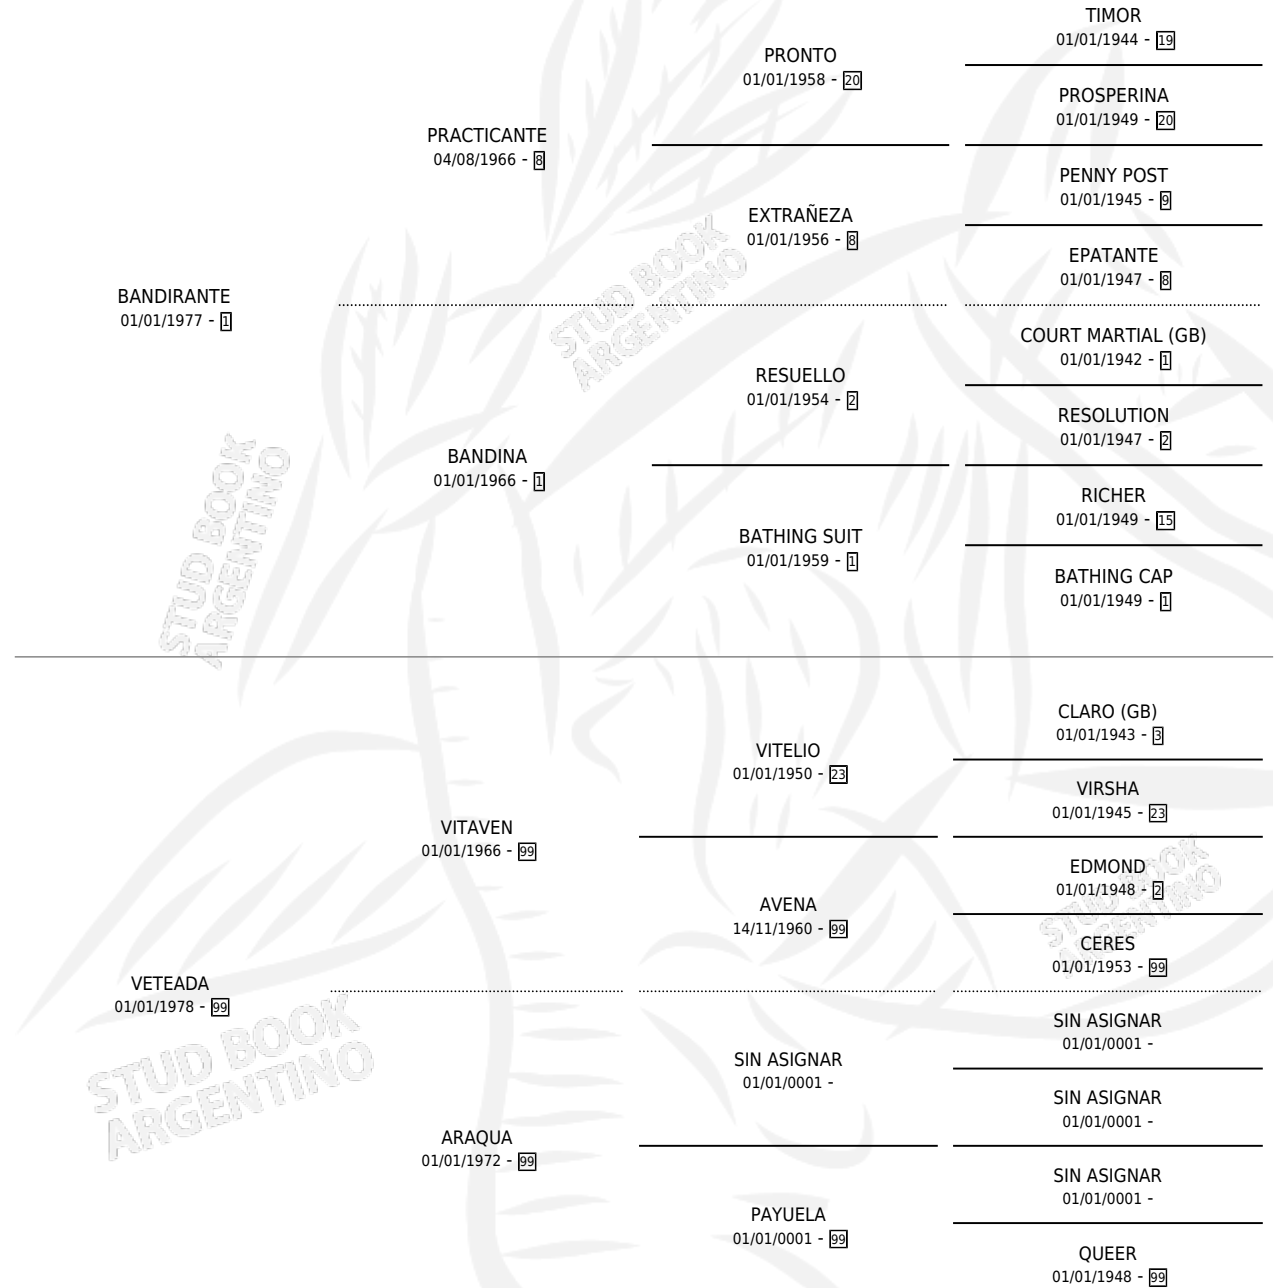 TIMOR
01/01/1944 - 19
PRONTO
01/01/1958 - 20
PROSPERINA
01/01/1949 - 20
PRACTICANTE
04/08/1966 - 8
PENNY POST
01/01/1945 - 9
EXTRAÑEZA
01/01/1956 - 8
EPATANTE
01/01/1947 - 8
BANDIRANTE
01/01/1977 - 1
COURT MARTIAL (GB)
01/01/1942 - 1
RESUELLO
01/01/1954 - 2
RESOLUTION
01/01/1947 - 2
BANDINA
01/01/1966 - 1
RICHER
01/01/1949 - 15
BATHING SUIT
01/01/1959 - 1
BATHING CAP
01/01/1949 - 1
STUD BOOK
ARGENTINO
STUD BOOK
ARGENTINO
CLARO (GB)
01/01/1943 - 3
VITELIO
01/01/1950 - 23
VIRSHA
01/01/1945 - 23
VITAVEN
01/01/1966 - 99
EDMOND
01/01/1948 - 2
AVENA
14/11/1960 - 99
CERES
01/01/1953 - 99
VETEADA
01/01/1978 - 99
SIN ASIGNAR
01/01/0001 -
SIN ASIGNAR
01/01/0001 -
SIN ASIGNAR
01/01/0001 -
ARAQUA
01/01/1972 - 99
SIN ASIGNAR
01/01/0001 -
PAYUELA
01/01/0001 - 99
QUEER
01/01/1948 - 99
STUD BOOK
ARGENTINO
STUD BOOK
ARGENTINO